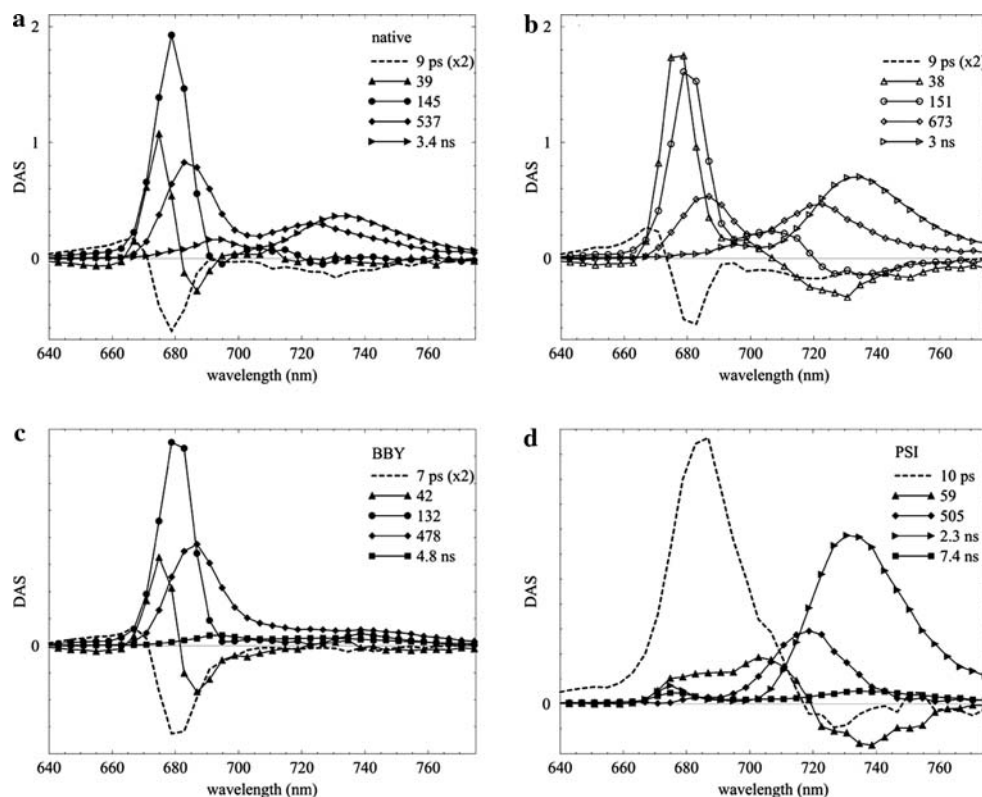 a
native
9 ps (x2)
39
145
537
3.4 ns
2
1
0
DAS
640 660 680 700 720 740 760
wavelength (nm)
b
9 ps (x2)
38
151
673
3 ns
2
1
0
DAS
640 660 680 700 720 740 760
wavelength (nm)
c
BBY
7 ps (x2)
42
132
478
4.8 ns
0
DAS
640 660 680 700 720 740 760
wavelength (nm)
d
PSI
10 ps
59
505
2.3 ns
7.4 ns
0
DAS
640 660 680 700 720 740 760
wavelength (nm)